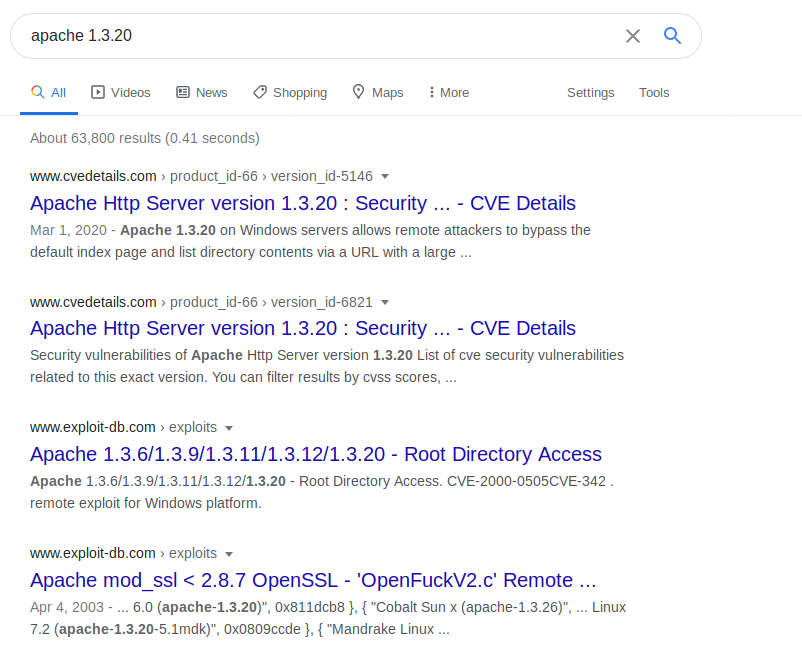 apache 1.3.20
All Videos News Shopping Maps More Settings Tools
About 63,800 results (0.41 seconds)
www.cvedetails.com › product_id-66 › version_id-5146
Apache Http Server version 1.3.20 : Security ... - CVE Details
Mar 1, 2020 - Apache 1.3.20 on Windows servers allows remote attackers to bypass the
default index page and list directory contents via a URL with a large ...
www.cvedetails.com › product_id-66 › version_id-6821
Apache Http Server version 1.3.20 : Security ... - CVE Details
Security vulnerabilities of Apache Http Server version 1.3.20 List of cve security vulnerabilities
related to this exact version. You can filter results by cvss scores, ...
www.exploit-db.com › exploits
Apache 1.3.6/1.3.9/1.3.11/1.3.12/1.3.20 - Root Directory Access
Apache 1.3.6/1.3.9/1.3.11/1.3.12/1.3.20 - Root Directory Access. CVE-2000-0505CVE-342 .
remote exploit for Windows platform.
www.exploit-db.com › exploits
Apache mod_ssl < 2.8.7 OpenSSL - 'OpenFuckV2.c' Remote ...
Apr 4, 2003 - ... 6.0 (apache-1.3.20)", 0x811dcb8 }, { "Cobalt Sun x (apache-1.3.26)", ... Linux
7.2 (apache-1.3.20-5.1mdk)", 0x0809ccde }, { "Mandrake Linux ...